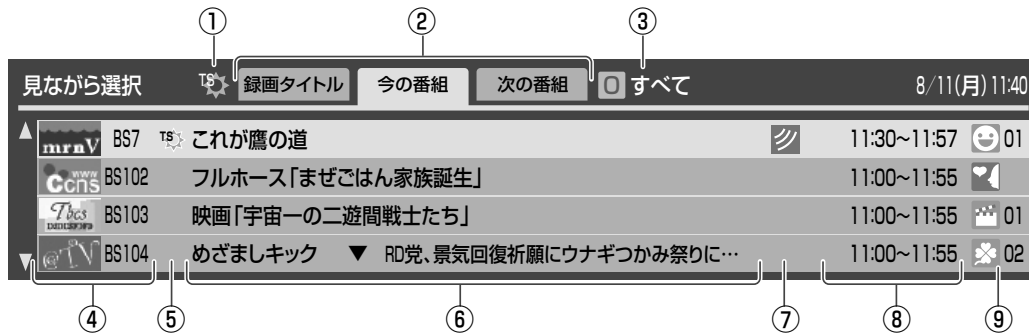 ① ② ③
見ながら選択 TS 録画タイトル 今の番組 次の番組 0 すべて 8/11(月)11:40
mrnV BS7 TS これが鷹の道 11:30~11:57 01
www Ccns BS102 フルホース「まぜごはん家族誕生」 11:00~11:55
Tbcs BS103 映画「宇宙一の二遊間戦士たち」 11:00~11:55 01
@TV BS104 めざましキック ▼ RD党、景気回復祈願にウナギつかみ祭りに… 11:00~11:55 02
④ ⑤ ⑥ ⑦ ⑧ ⑨